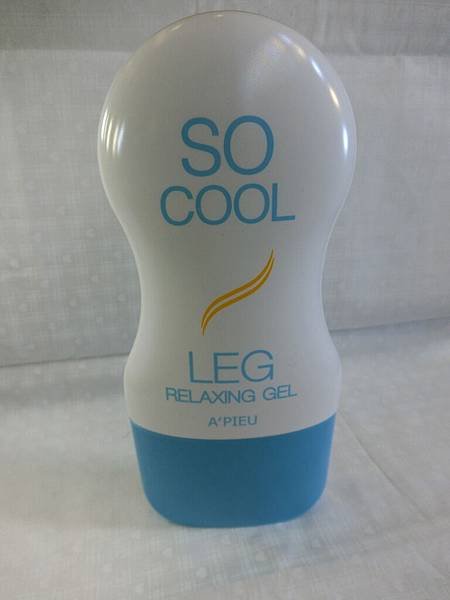 SO
COOL
LEG
RELAXING GEL
A'PIEU